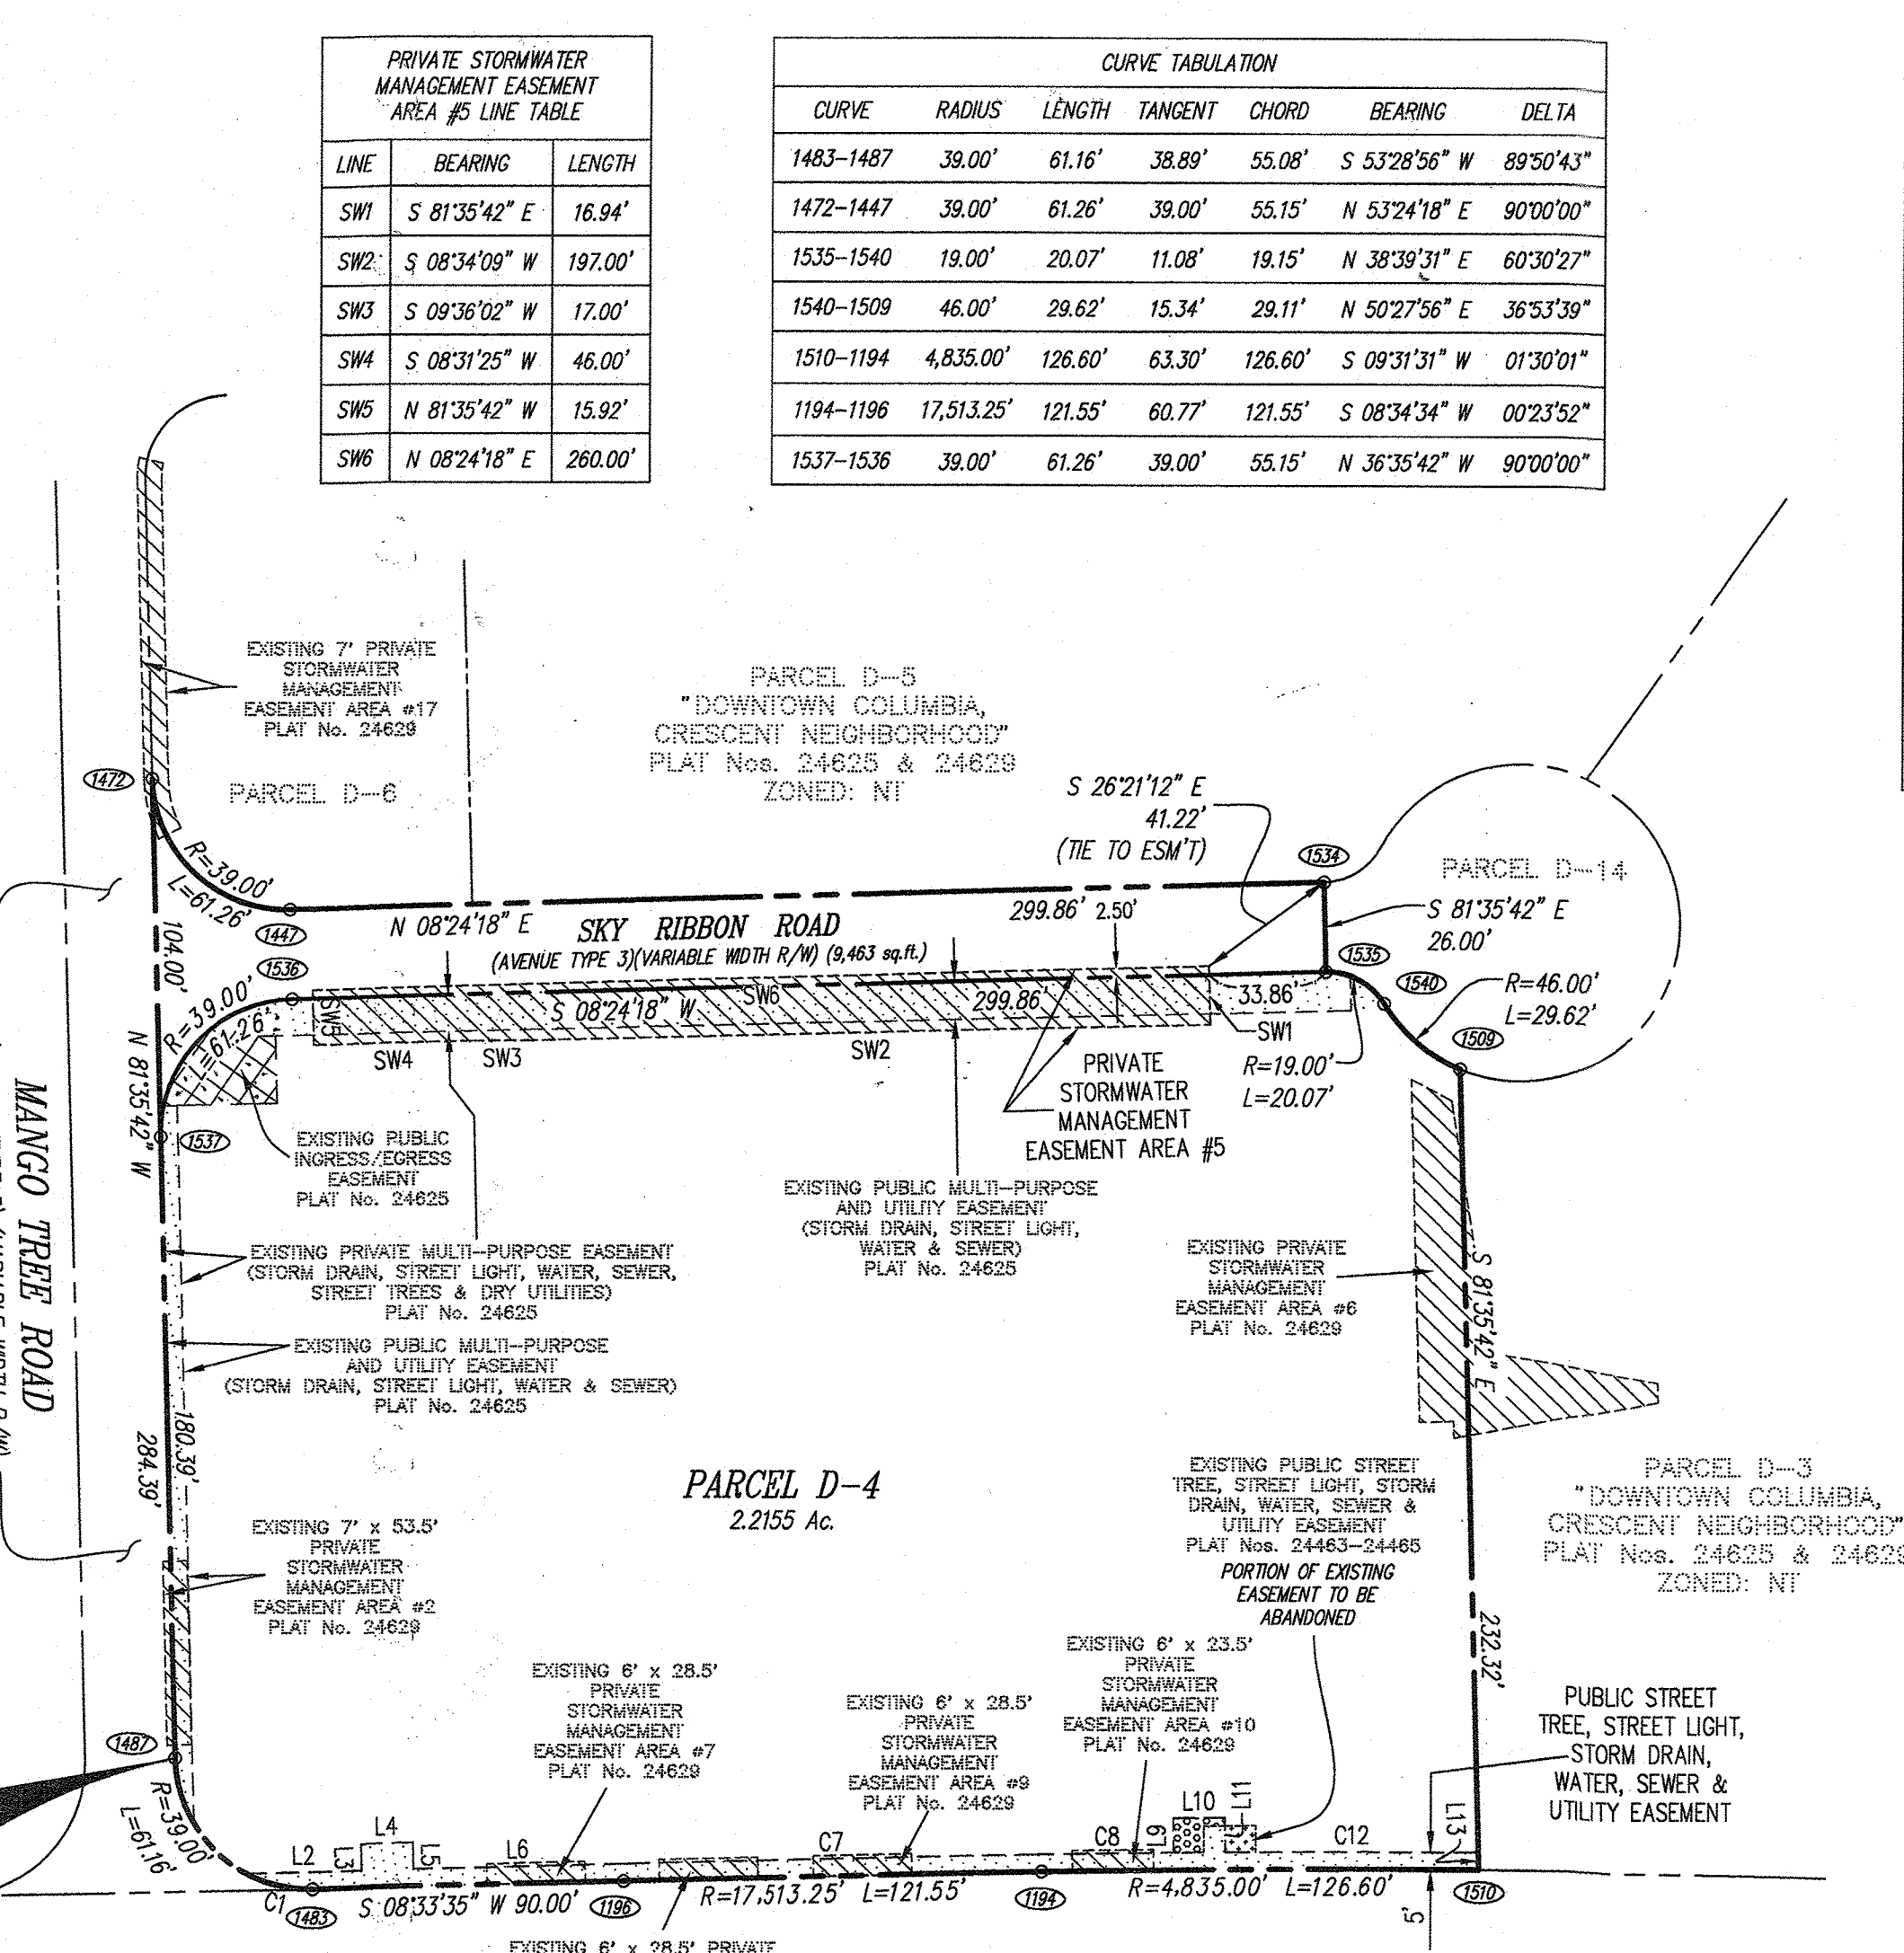 PRIVATE STORMWATER
MANAGEMENT EASEMENT
AREA #5 LINE TABLE
LINE BEARING LENGTH
SW1 S 81°35'42" E 16.94'
SW2 S 08°34'09" W 197.00'
SW3 S 09°36'02" W 17.00'
SW4 S 08°31'25" W 46.00'
SW5 N 81°35'42" W 15.92'
SW6 N 08°24'18" E 260.00'
CURVE TABULATION
CURVE RADIUS LENGTH TANGENT CHORD BEARING DELTA
1483-1487 39.00' 61.16' 38.89' 55.08' S 53°28'56" W 89°50'43"
1472-1447 39.00' 61.26' 39.00' 55.15' N 53°24'18" E 90°00'00"
1535-1540 19.00' 20.07' 11.08' 19.15' N 38°39'31" E 60°30'27"
1540-1509 46.00' 29.62' 15.34' 29.11' N 50°27'56" E 36°53'39"
1510-1194 4,835.00' 126.60' 63.30' 126.60' S 09°31'31" W 01°30'01"
1194-1196 17,513.25' 121.55' 60.77' 121.55' S 08°34'34" W 00°23'52"
1537-1536 39.00' 61.26' 39.00' 55.15' N 36°35'42" W 90°00'00"
EXISTING 7' PRIVATE
STORMWATER
MANAGEMENT
EASEMENT AREA #17
PLAT No. 24629
PARCEL D-5
"DOWNTOWN COLUMBIA,
CRESCENT NEIGHBORHOOD"
PLAT Nos. 24625 & 24629
ZONED: NT
1472
PARCEL D-6
S 26°21'12" E
41.22'
(TIE TO ESM'T)
1534
PARCEL D-14
R=39.00'
L=61.26'
1447
N 08°24'18" E
SKY RIBBON ROAD
299.86'
2.50'
S 81°35'42" E
26.00'
(AVENUE TYPE 3)(VARIABLE WIDTH R/W) (9,463 sq.ft.)
104.00'
1536
1535
1540
R=39.00'
L=61.26'
SW5
S 08°24'18" W
SW6
299.86'
33.86'
R=46.00'
L=29.62'
SW4
SW3
SW2
SW1
1509
N 81°35'42" W
1537
PRIVATE
STORMWATER
MANAGEMENT
EASEMENT AREA #5
R=19.00'
L=20.07'
MANGO TREE ROAD
EXISTING PUBLIC
INGRESS/EGRESS
EASEMENT
PLAT No. 24625
EXISTING PUBLIC MULTI-PURPOSE
AND UTILITY EASEMENT
(STORM DRAIN, STREET LIGHT,
WATER & SEWER)
PLAT No. 24625
EXISTING PRIVATE MULTI-PURPOSE EASEMENT
(STORM DRAIN, STREET LIGHT, WATER, SEWER,
STREET TREES & DRY UTILITIES)
PLAT No. 24625
EXISTING PRIVATE
STORMWATER
MANAGEMENT
EASEMENT AREA #6
PLAT No. 24629
S 81°35'42" E
EXISTING PUBLIC MULTI-PURPOSE
AND UTILITY EASEMENT
(STORM DRAIN, STREET LIGHT, WATER & SEWER)
PLAT No. 24625
284.39'
180.39'
PARCEL D-4
2.2155 Ac.
EXISTING PUBLIC STREET
TREE, STREET LIGHT, STORM
DRAIN, WATER, SEWER &
UTILITY EASEMENT
PLAT Nos. 24463-24465
PORTION OF EXISTING
EASEMENT TO BE
ABANDONED
PARCEL D-3
"DOWNTOWN COLUMBIA,
CRESCENT NEIGHBORHOOD"
PLAT Nos. 24625 & 24629
ZONED: NT
EXISTING 7' x 53.5'
PRIVATE
STORMWATER
MANAGEMENT
EASEMENT AREA #2
PLAT No. 24629
232.32'
EXISTING 6' x 28.5'
PRIVATE
STORMWATER
MANAGEMENT
EASEMENT AREA #7
PLAT No. 24629
EXISTING 6' x 28.5'
PRIVATE
STORMWATER
MANAGEMENT
EASEMENT AREA #9
PLAT No. 24629
EXISTING 6' x 23.5'
PRIVATE
STORMWATER
MANAGEMENT
EASEMENT AREA #10
PLAT No. 24629
PUBLIC STREET
TREE, STREET LIGHT,
STORM DRAIN,
WATER, SEWER &
UTILITY EASEMENT
1487
R=39.00'
L=61.16'
L2
L3
L4
L5
L6
C7
C8
L9
L10
L11
C12
L13
C1
1483
S 08°33'35" W 90.00'
1196
R=17,513.25' L=121.55'
1194
R=4,835.00' L=126.60'
1510
5'
EXISTING 6' x 28.5' PRIVATE